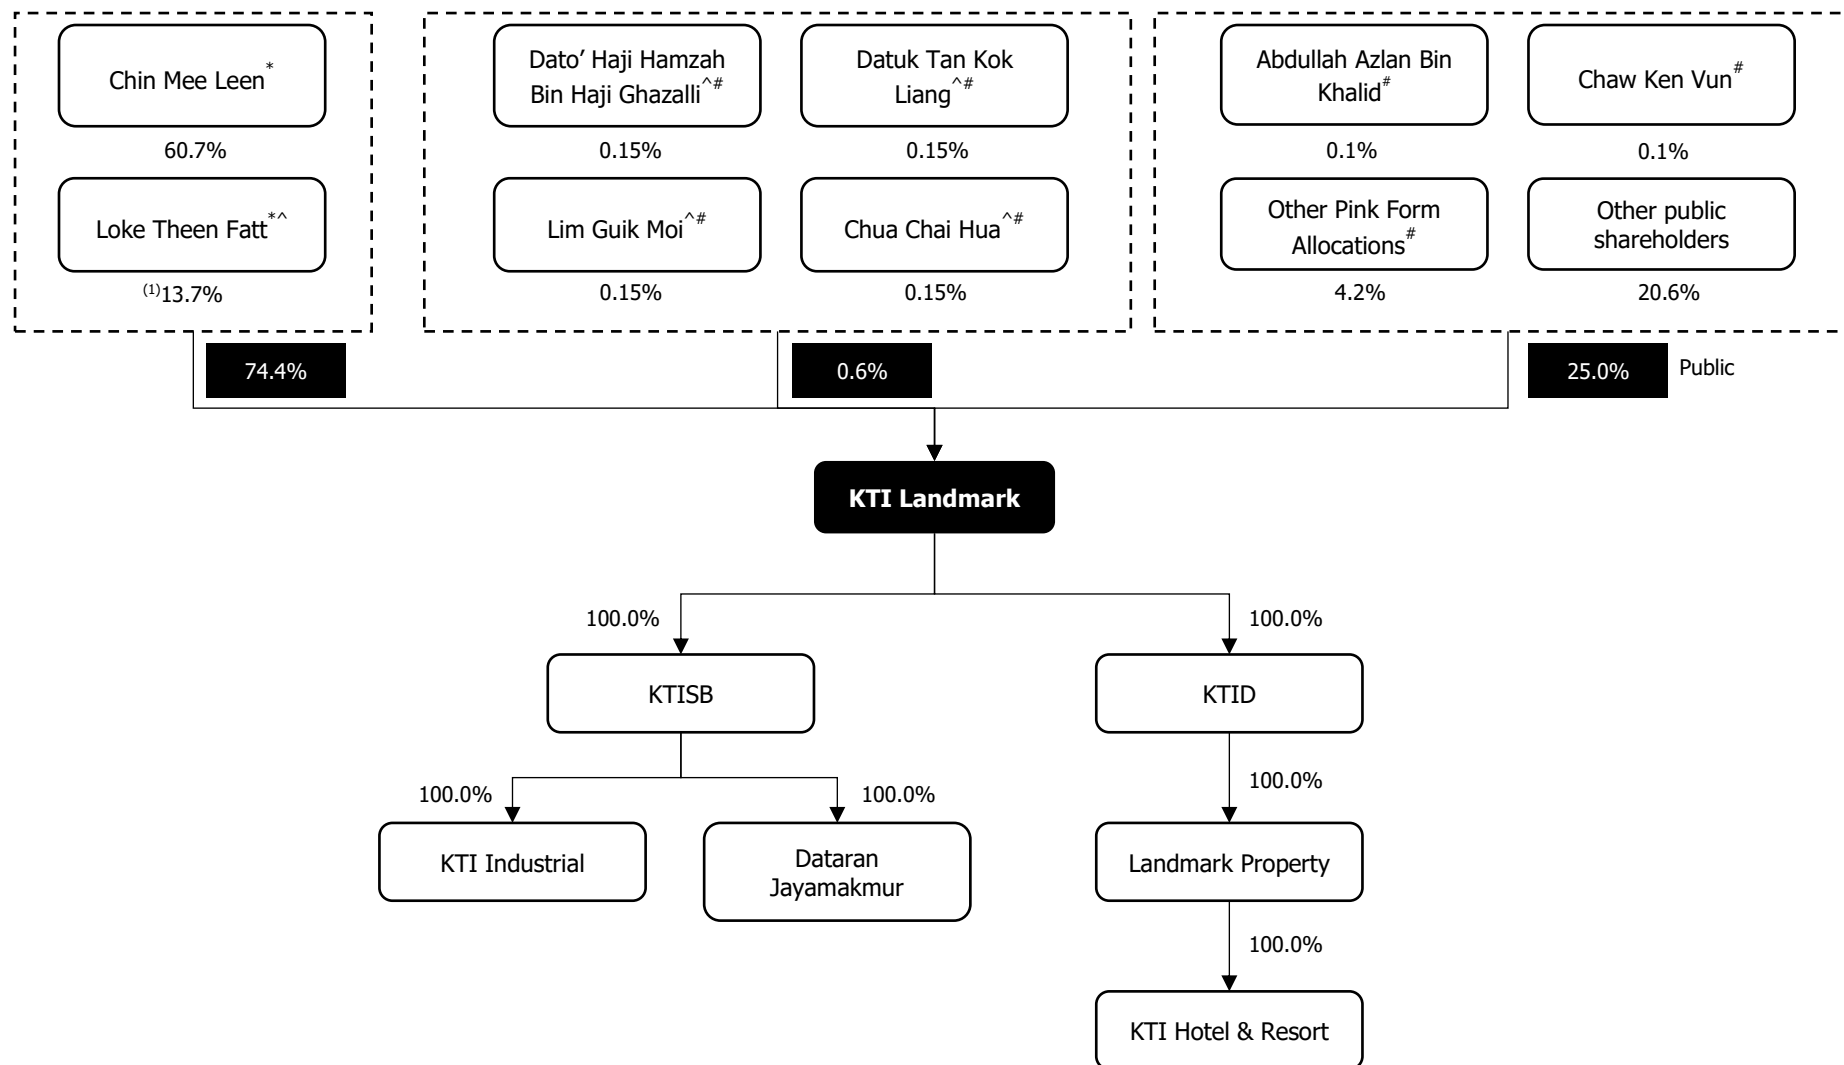 Chin Mee Leen*
60.7%
Loke Theen Fatt*^
(1)13.7%
Dato’ Haji Hamzah
Bin Haji Ghazalli^#
0.15%
Datuk Tan Kok
Liang^#
0.15%
Lim Guik Moi^#
0.15%
Chua Chai Hua^#
0.15%
Abdullah Azlan Bin
Khalid#
0.1%
Chaw Ken Vun#
0.1%
Other Pink Form
Allocations#
4.2%
Other public
shareholders
20.6%
74.4%
0.6%
25.0%
Public
KTI Landmark
100.0%
100.0%
KTISB
KTID
100.0%
100.0%
100.0%
KTI Industrial
Dataran
Jayamakmur
Landmark Property
100.0%
KTI Hotel & Resort